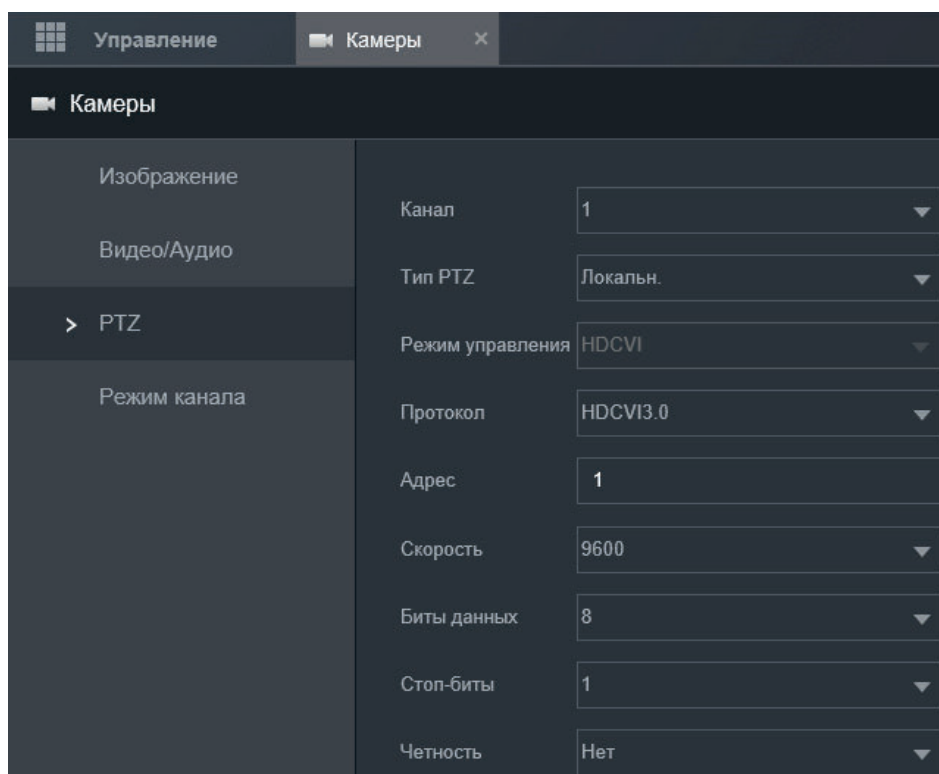 Управление
Камеры ×
Камеры
Изображение
Видео/Аудио
> PTZ
Режим канала
Канал 1
Тип PTZ Локальн.
Режим управления HDCVI
Протокол HDCVI3.0
Адрес 1
Скорость 9600
Биты данных 8
Стоп-биты 1
Четность Нет